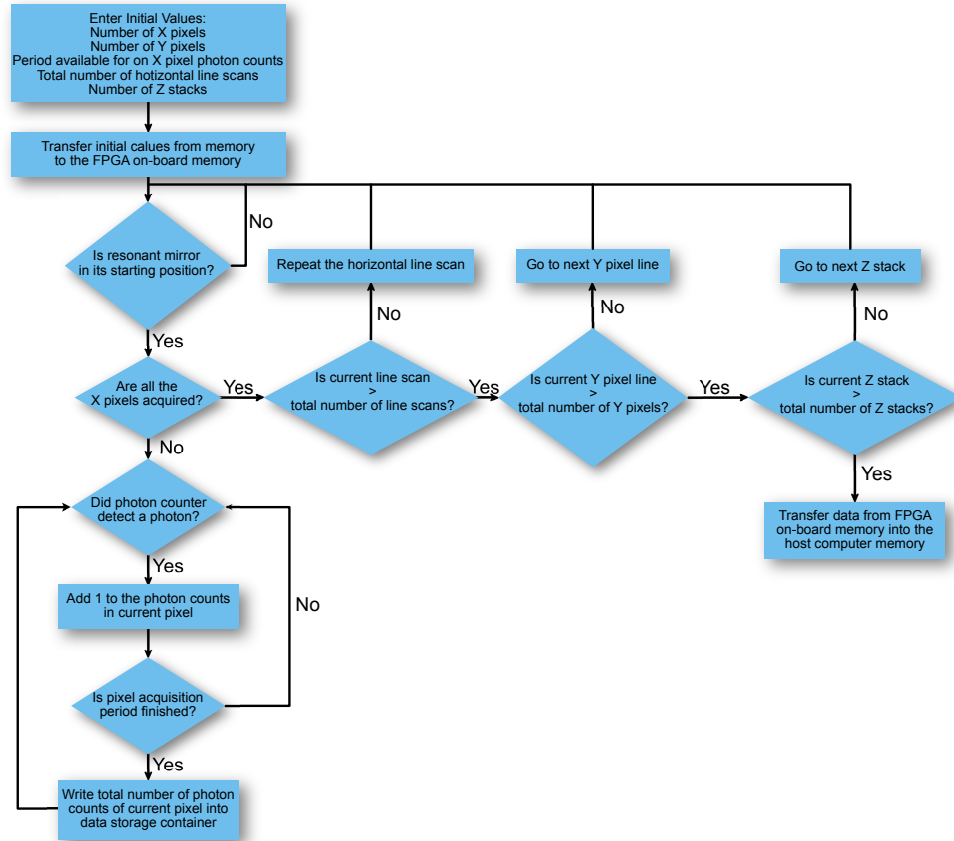 Enter Initial Values:
Number of X pixels
Number of Y pixels
Period available for on X pixel photon counts
Total number of hotizontal line scans
Number of Z stacks
Transfer initial calues from memory
to the FPGA on-board memory
No
Is resonant mirror
in its starting position?
Repeat the horizontal line scan
Go to next Y pixel line
Go to next Z stack
Yes
No
No
No
Are all the
X pixels acquired?
Yes
Is current line scan
>
total number of line scans?
Yes
Is current Y pixel line
>
total number of Y pixels?
Yes
Is current Z stack
>
total number of Z stacks?
No
Yes
Did photon counter
detect a photon?
Transfer data from FPGA
on-board memory into the
host computer memory
Yes
Add 1 to the photon counts
in current pixel
No
Is pixel acquisition
period finished?
Yes
Write total number of photon
counts of current pixel into
data storage container